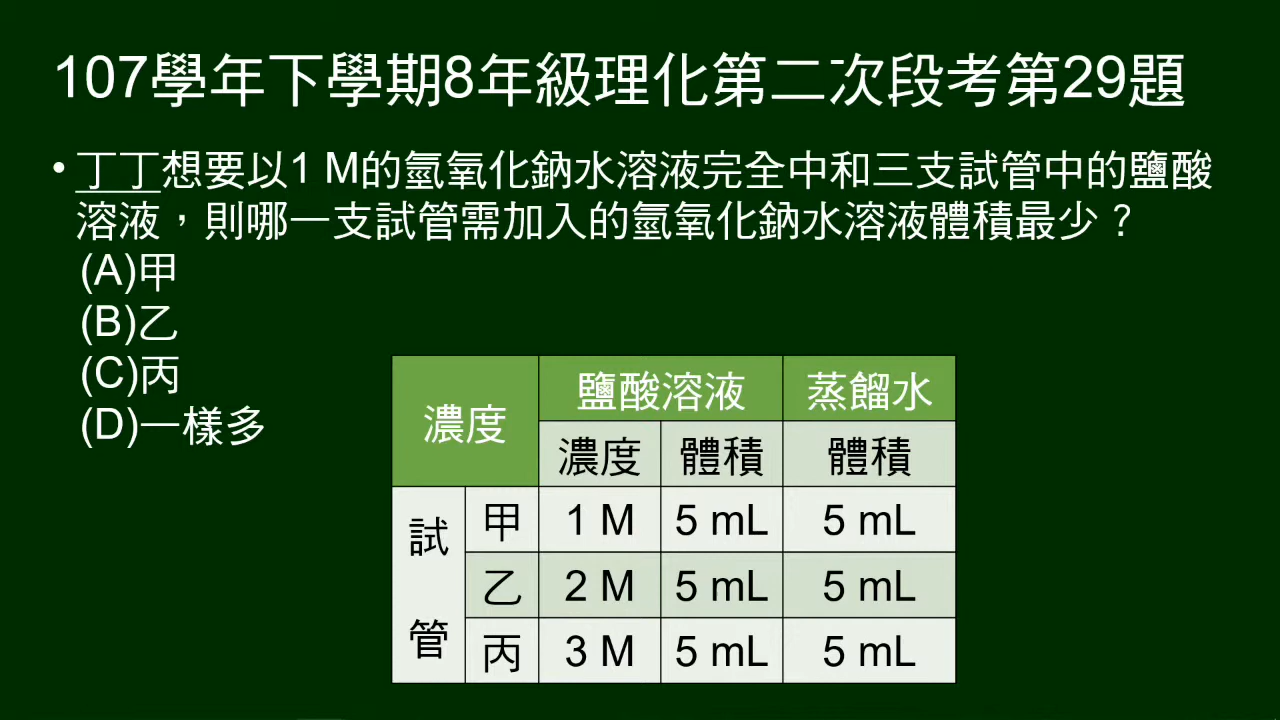 107學年下學期8年級理化第二次段考第29題
• 丁丁想要以1 M的氫氧化鈉水溶液完全中和三支試管中的鹽酸
溶液，則哪一支試管需加入的氫氧化鈉水溶液體積最少？
(A)甲
(B)乙
(C)丙
(D)一樣多
濃度 鹽酸溶液 蒸餾水
濃度 體積 體積
試管 甲 1 M 5 mL 5 mL
乙 2 M 5 mL 5 mL
丙 3 M 5 mL 5 mL